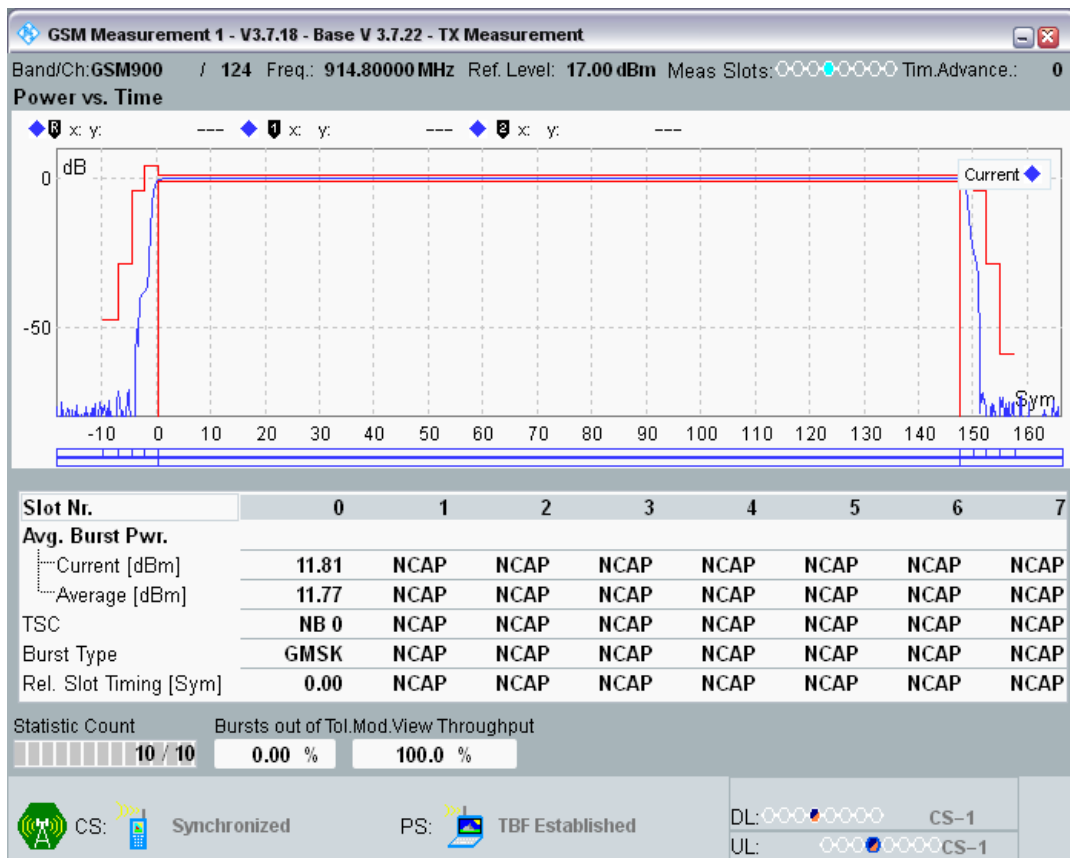 GSM Measurement 1 - V3.7.18 - Base V 3.7.22 - TX Measurement
Band/Ch:GSM900 / 124 Freq.: 914.80000 MHz Ref. Level: 17.00 dBm Meas Slots: Tim.Advance.: 0
Power vs. Time
R x: y: --- 1 x: y: --- 2 x: y: ---
dB
Current
0
-50
Sym
-10 0 10 20 30 40 50 60 70 80 90 100 110 120 130 140 150 160
Slot Nr. 0 1 2 3 4 5 6 7
Avg. Burst Pwr.
Current [dBm] 11.81 NCAP NCAP NCAP NCAP NCAP NCAP NCAP
Average [dBm] 11.77 NCAP NCAP NCAP NCAP NCAP NCAP NCAP
TSC NB 0 NCAP NCAP NCAP NCAP NCAP NCAP NCAP
Burst Type GMSK NCAP NCAP NCAP NCAP NCAP NCAP NCAP
Rel. Slot Timing [Sym] 0.00 NCAP NCAP NCAP NCAP NCAP NCAP NCAP
Statistic Count Bursts out of Tol.Mod.View Throughput
10 / 10 0.00 % 100.0 %
CS: Synchronized PS: TBF Established
DL: CS-1
UL: CS-1